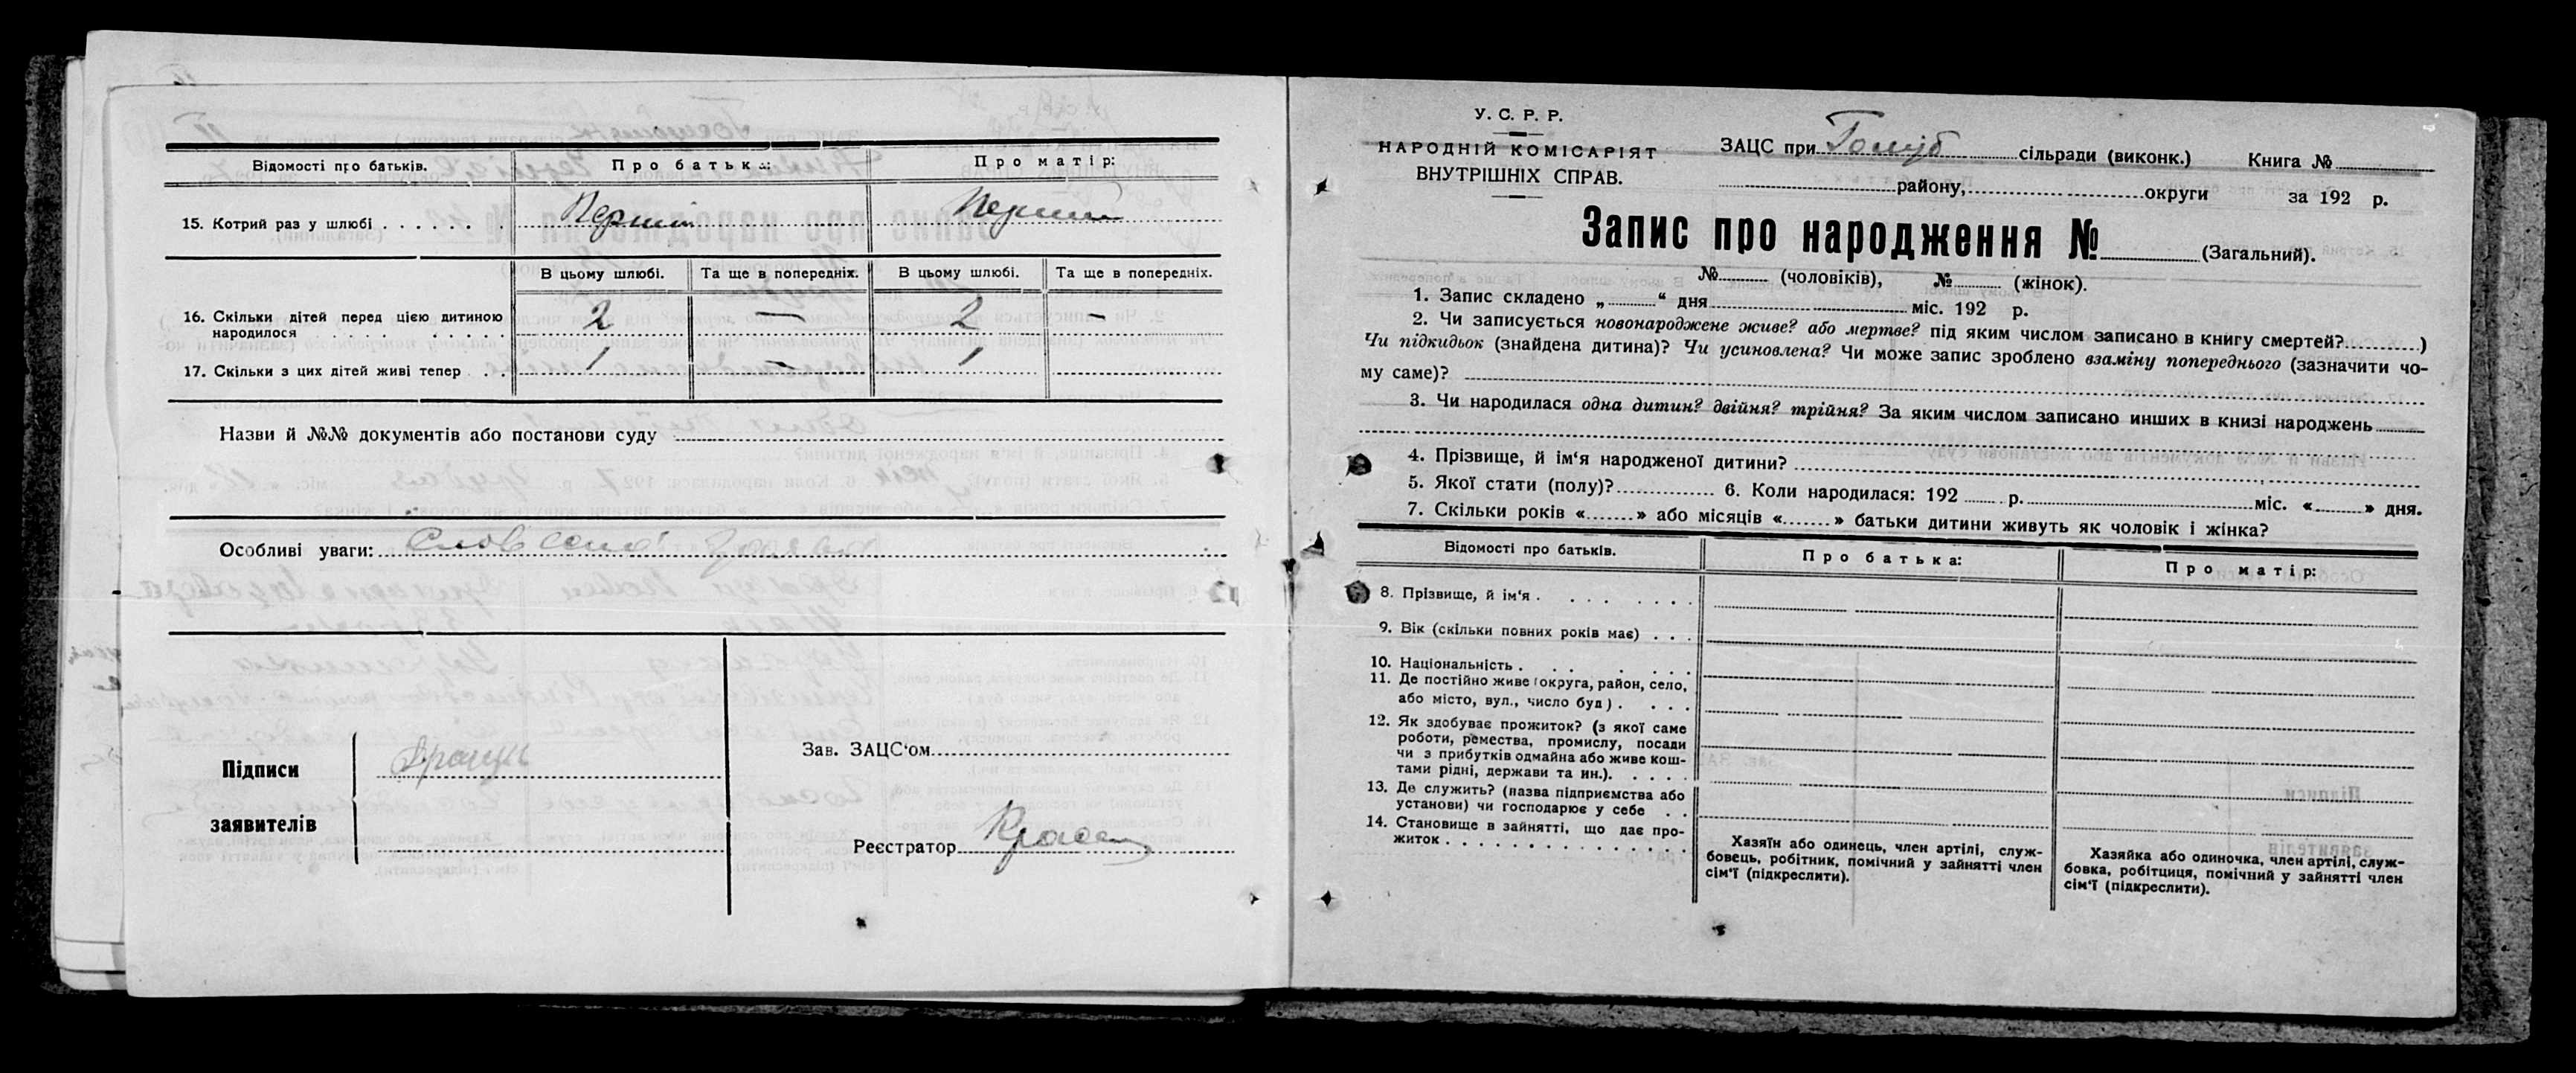 Відомості про батьків. Про батька: Про матір:
15. Котрий раз у шлюбі . . . . . . . Перший Перший
В цьому шлюбі. Та ще в попередніх. В цьому шлюбі. Та ще в попередніх.
16. Скільки дітей перед цією дитиною
народилося . . . . . . . . 2 — 2 —
17. Скільки з цих дітей живі тепер . . . 1 — 1
Назви й №№ документів або постанови суду
Особливі уваги:
Підписи
заявителів
Зав. ЗАЦС'ом
Реєстратор
У. С. Р. Р.
НАРОДНІЙ КОМІСАРІЯТ
ВНУТРІШНІХ СПРАВ.
ЗАЦС при Голуб сільради (виконк.) Книга №
району, округи за 192 р.
Запис про народження № (Загальний).
№ (чоловіків), № (жінок).
1. Запис складено „ “ дня міс. 192 р.
2. Чи записується новонароджене живе? або мертве? під яким числом записано в книгу смертей? )
Чи підкидьок (знайдена дитина)? Чи усиновлена? Чи може запис зроблено взаміну попереднього (зазначити чо-
му саме)?
3. Чи народилася одна дитин? двійня? трійня? За яким числом записано инших в книзі народжень
4. Прізвище, й ім'я народженої дитини?
5. Якої стати (полу)? 6. Коли народилася: 192 р. міс. « » дня.
7. Скільки років « » або місяців « » батьки дитини живуть як чоловік і жінка?
Відомості про батьків. Про батька: Про матір:
8. Прізвище, й ім'я . . . . . . . .
9. Вік (скільки повних років має) . . .
10. Національність . . . . . . .
11. Де постійно живе (округа, район, село,
або місто, вул., число буд) . . . .
12. Як здобуває прожиток? (з якої саме
роботи, ремества, промислу, посади
чи з прибутків одмайна або живе кош-
тами рідні, держави та ин.). . . . .
13. Де служить? (назва підприємства або
установи) чи господарює у себе . .
14. Становище в зайнятті, що дає про-
житок . . . . . . . . . . . . . .
Хазяїн або одинець, член артілі, служ-
бовець, робітник, помічний у зайнятті член
сім'ї (підкреслити).
Хазяйка або одиночка, член артілі, служ-
бовка, робітциця, помічний у зайнятті член
сім'ї (підкреслити).